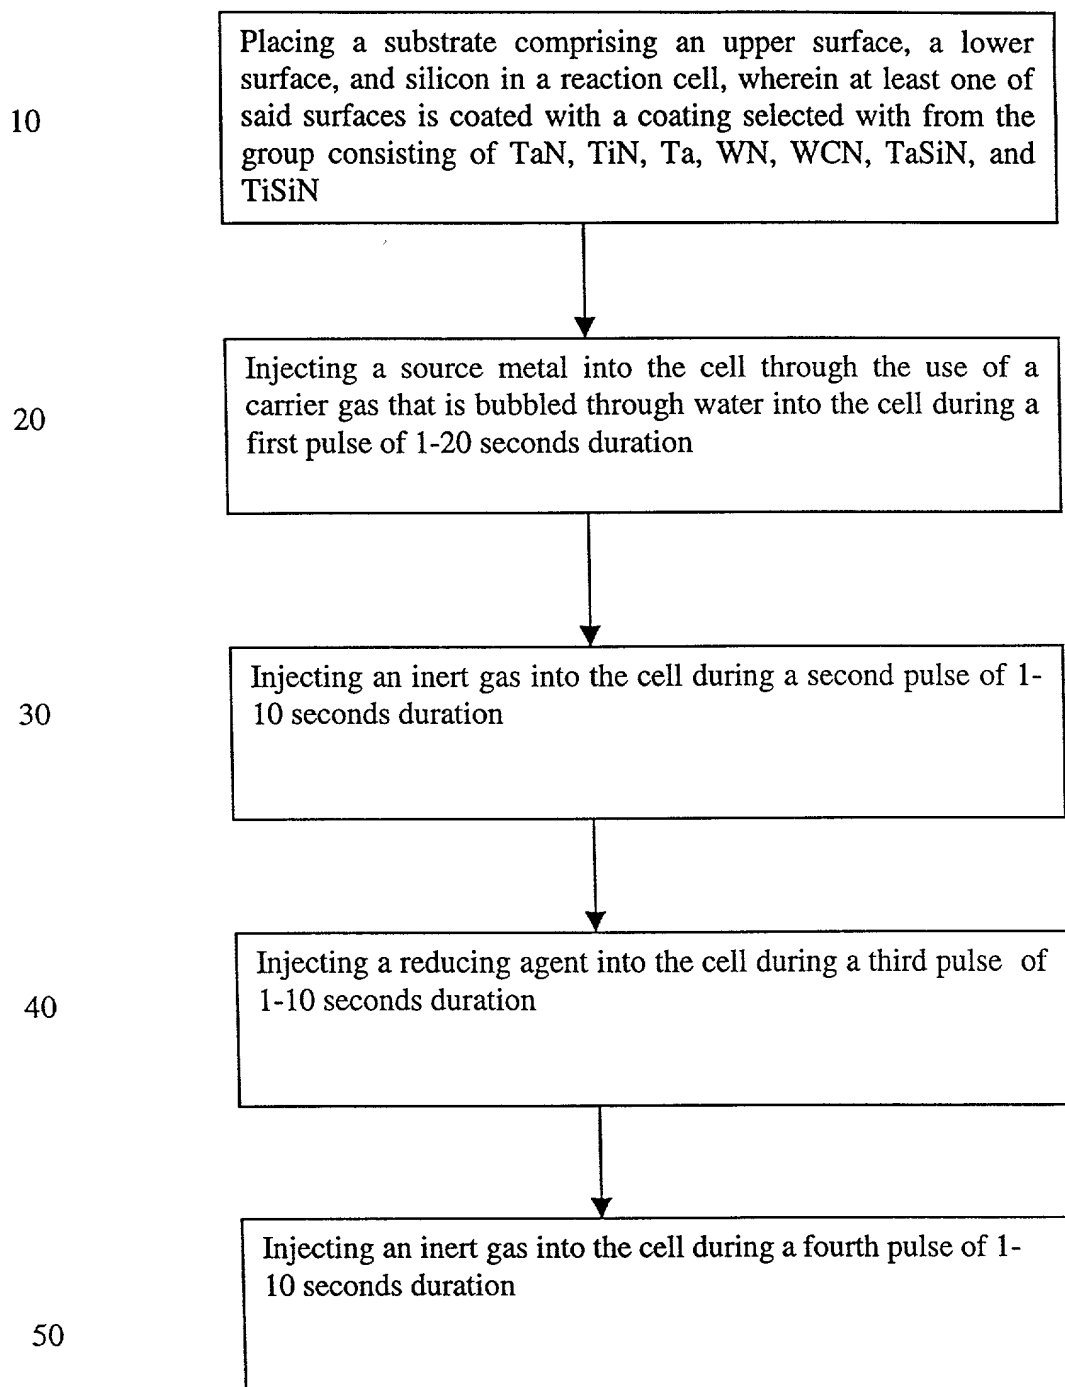 Placing a substrate comprising an upper surface, a lower
surface, and silicon in a reaction cell, wherein at least one of
10
said surfaces is coated with a coating selected with from the
group consisting of TaN, TiN, Ta, WN, WCN, TaSiN, and
TiSiN
Injecting a source metal into the cell through the use of a
20
carrier gas that is bubbled through water into the cell during a
first pulse of 1-20 seconds duration
Injecting an inert gas into the cell during a second pulse of 1-
30
10 seconds duration
Injecting a reducing agent into the cell during a third pulse of
1-10 seconds duration
40
Injecting an inert gas into the cell during a fourth pulse of 1-
10 seconds duration
50